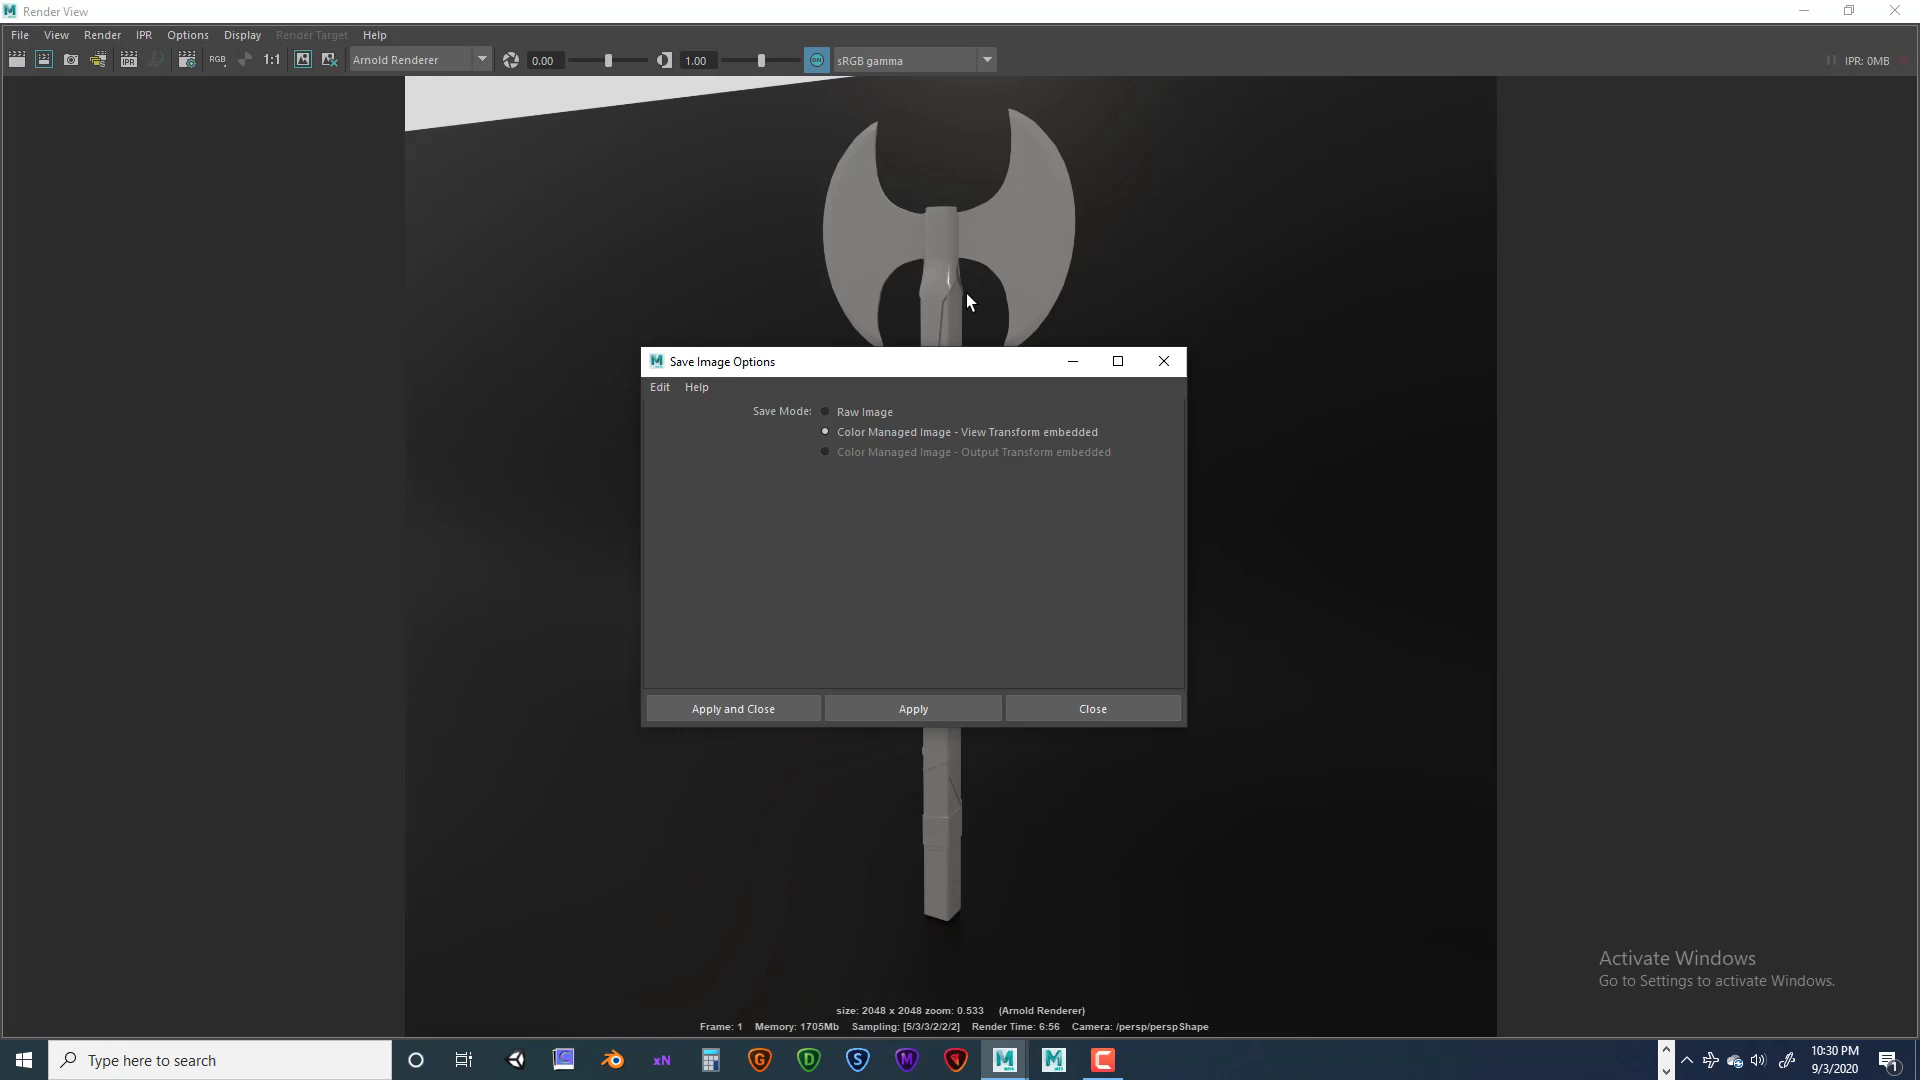 Render View
File View Render IPR Options Display Render Target Help
IPR RGB 1:1 Arnold Renderer 0.00 1.00 ON sRGB gamma IPR: 0MB
Save Image Options
Edit Help
Save Mode: Raw Image
Color Managed Image - View Transform embedded
Color Managed Image - Output Transform embedded
Apply and Close Apply Close
Activate Windows
Go to Settings to activate Windows.
size: 2048 x 2048 zoom: 0.533 (Arnold Renderer)
Frame: 1 Memory: 1705Mb Sampling: [5/3/3/2/2/2] Render Time: 6:56 Camera: /persp/perspShape
Type here to search
xN G D S M M M C
10:30 PM
9/3/2020
1